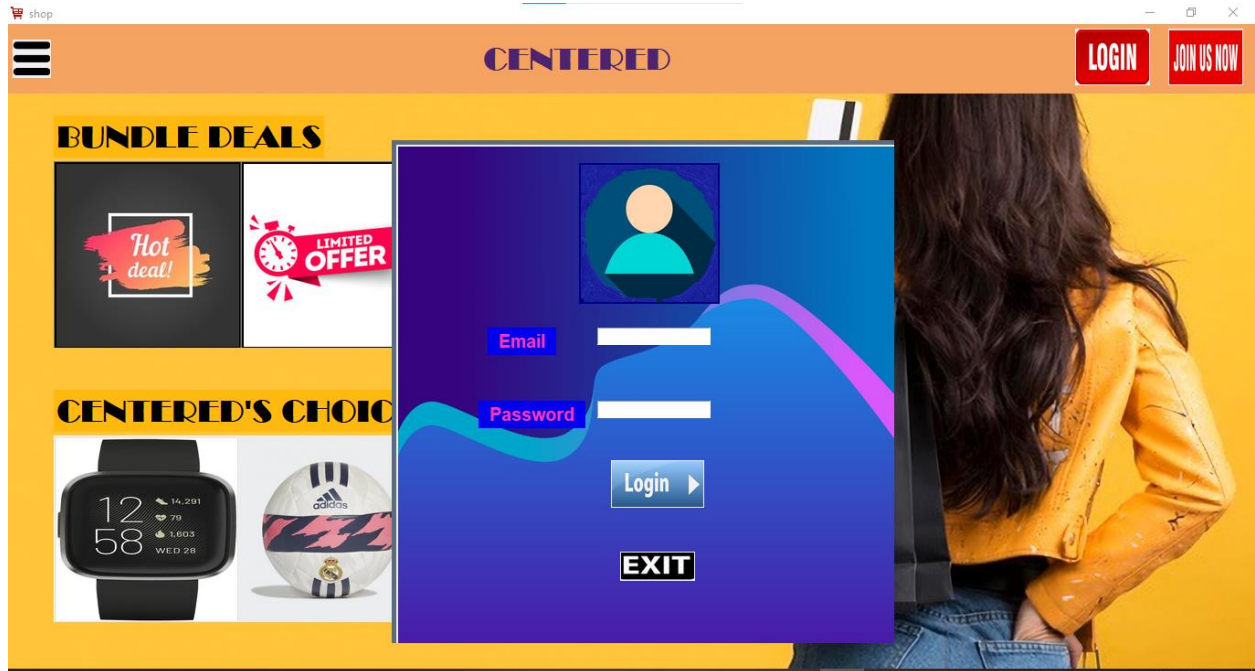 shop
CENTERED
LOGIN
JOIN US NOW
BUNDLE DEALS
Hot
deal!
LIMITED
OFFER
Email
Password
Login
EXIT
CENTERED'S CHOIC
12
58
14,291
79
1,603
WED 28
adidas